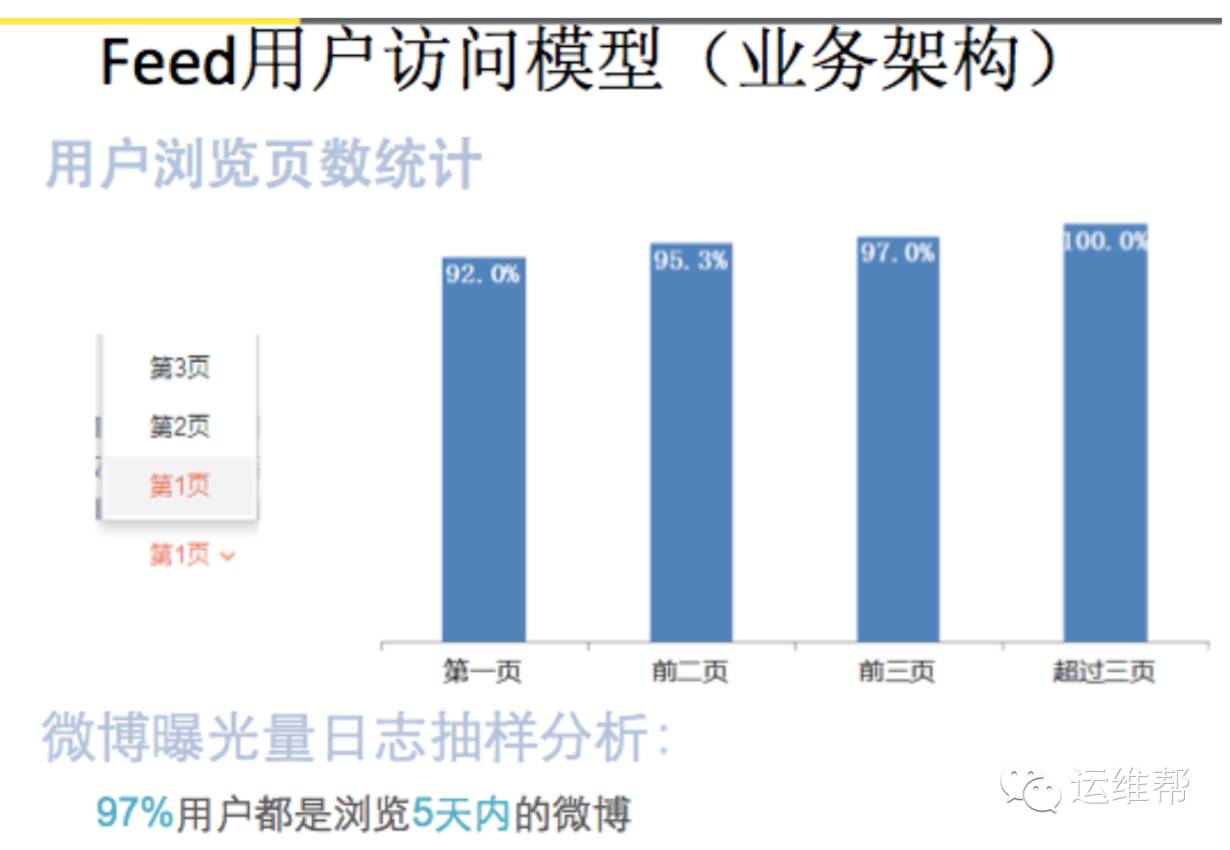 Feed用户访问模型（业务架构）
用户浏览页数统计
92.0%
95.3%
97.0%
100.0%
第3页
第2页
第1页
第1页
第一页
前二页
前三页
超过三页
微博曝光量日志抽样分析：
97%用户都是浏览5天内的微博
运维帮